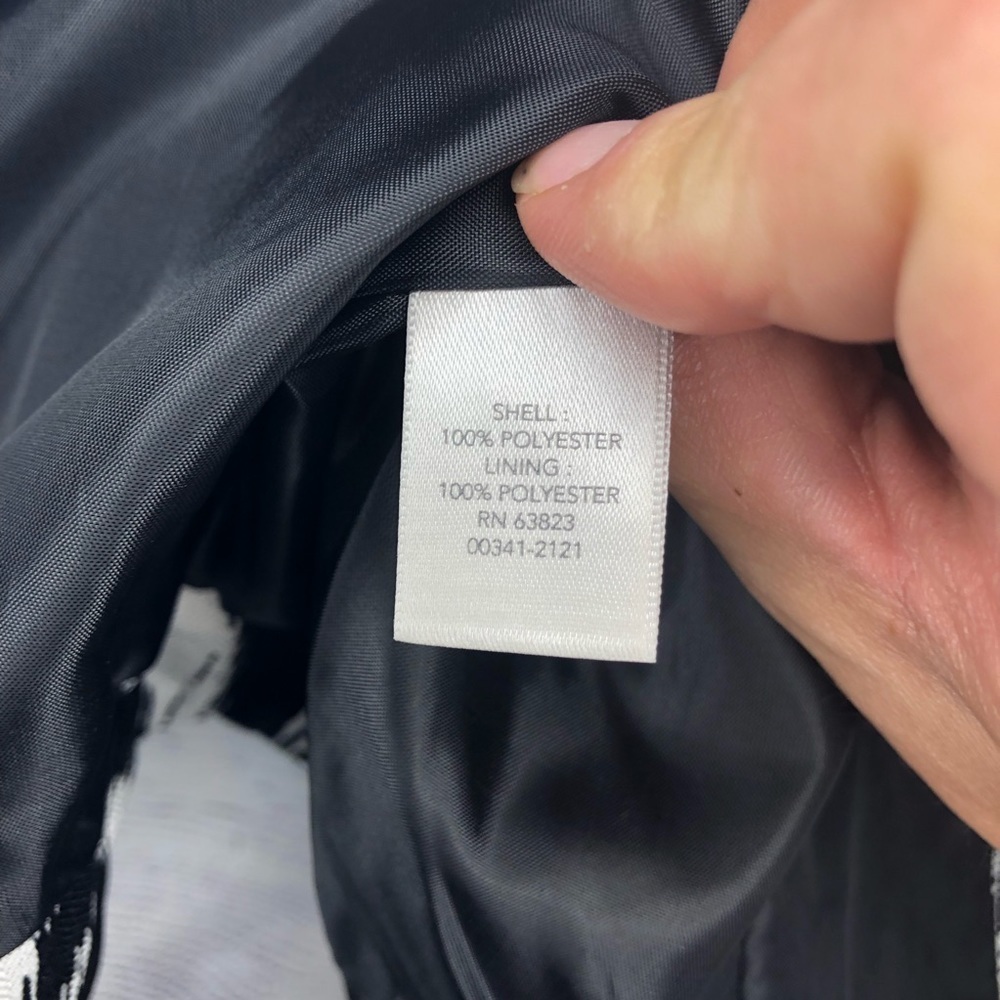 SHELL :
100% POLYESTER
LINING :
100% POLYESTER
RN 63823
00341-2121